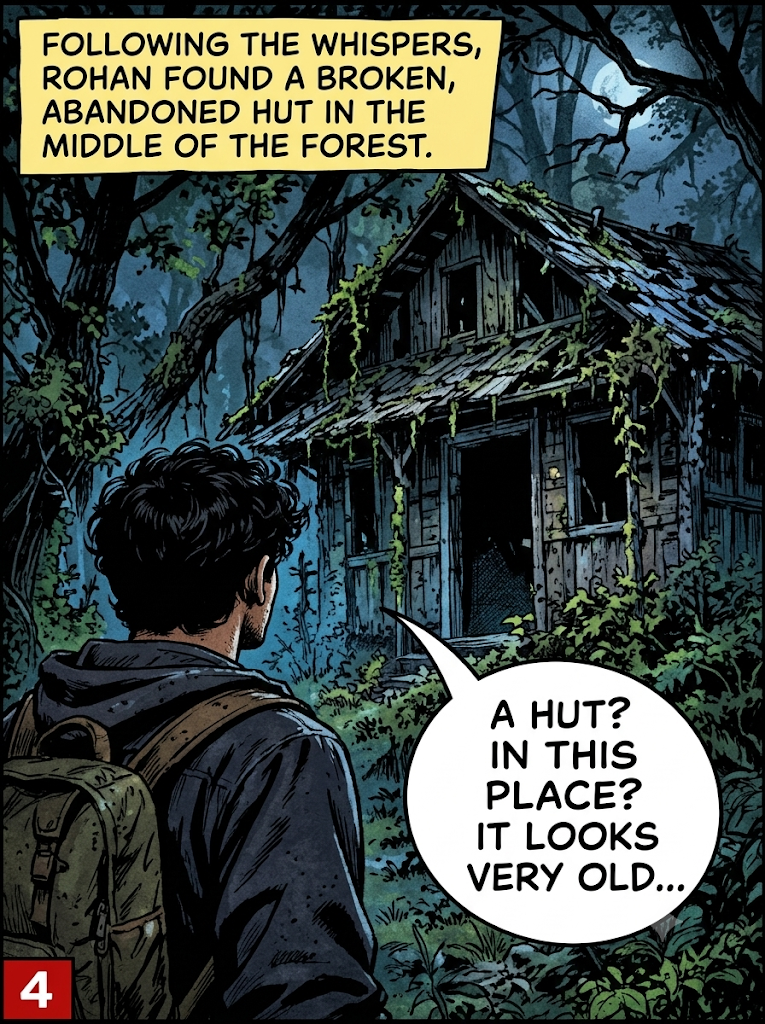 FOLLOWING THE WHISPERS,
ROHAN FOUND A BROKEN,
ABANDONED HUT IN THE
MIDDLE OF THE FOREST.
A HUT?
IN THIS
PLACE?
IT LOOKS
VERY OLD...
4